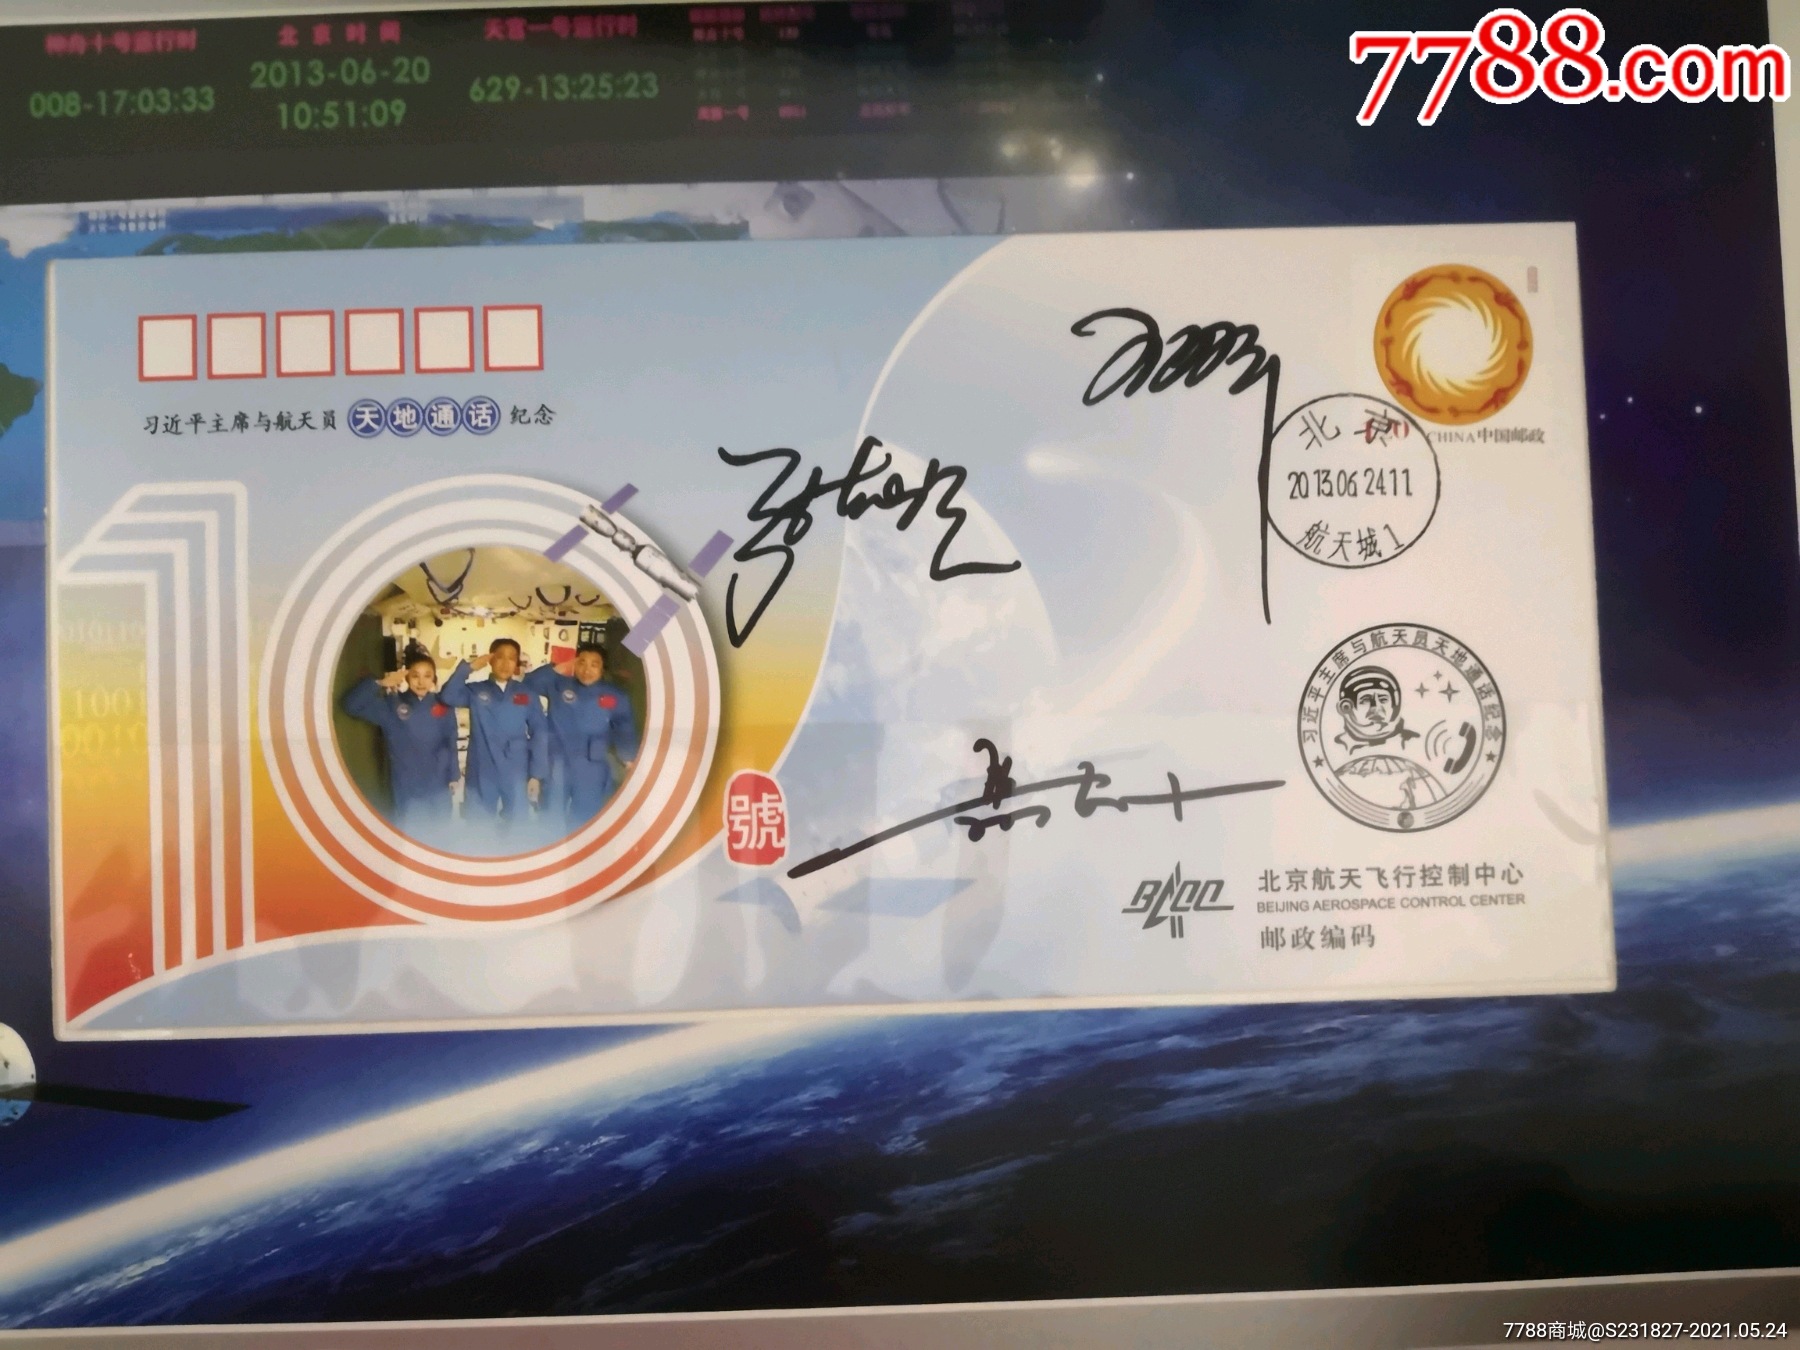 7788.com
神舟十号运行时
北京时间
天宫一号运行时
008-17:03:33
2013-06-20
10:51:09
629-13:25:23
习近平主席与航天员天地通话纪念
10
號
CHINA中国邮政
北京
2013.06.24.11
航天城1
习近平主席与航天员天地通话纪念
BACC
北京航天飞行控制中心
BEIJING AEROSPACE CONTROL CENTER
邮政编码
7788商城@S231827-2021.05.24